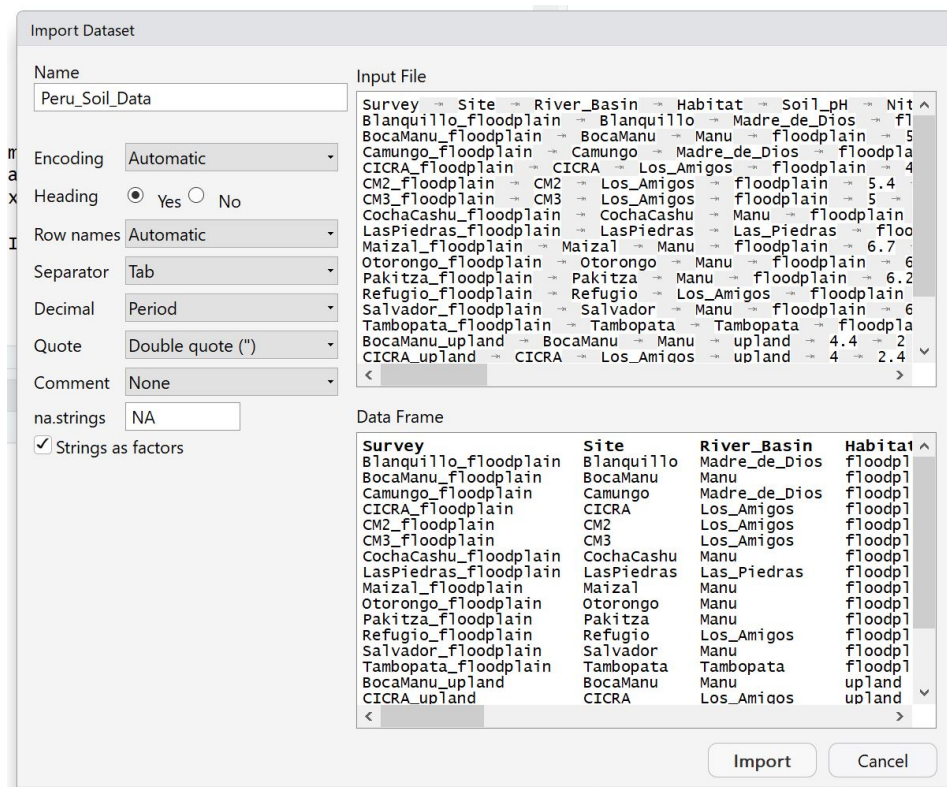 Import Dataset
Name
Peru_Soil_Data
Encoding Automatic
Heading Yes No
Row names Automatic
Separator Tab
Decimal Period
Quote Double quote (")
Comment None
na.strings NA
Strings as factors
Input File
Survey → Site → River_Basin → Habitat → Soil_pH → Nit
Blanquillo_floodplain → Blanquillo → Madre_de_Dios → fl
BocaManu_floodplain → BocaManu → Manu → floodplain → 5
Camungo_floodplain → Camungo → Madre_de_Dios → floodpla
CICRA_floodplain → CICRA → Los_Amigos → floodplain → 4
CM2_floodplain → CM2 → Los_Amigos → floodplain → 5.4 →
CM3_floodplain → CM3 → Los_Amigos → floodplain → 5 →
CochaCashu_floodplain → CochaCashu → Manu → floodplain
LasPiedras_floodplain → LasPiedras → Las_Piedras → floo
Maizal_floodplain → Maizal → Manu → floodplain → 6.7 →
Otorongo_floodplain → Otorongo → Manu → floodplain → 6
Pakitza_floodplain → Pakitza → Manu → floodplain → 6.2
Refugio_floodplain → Refugio → Los_Amigos → floodplain
Salvador_floodplain → Salvador → Manu → floodplain → 6
Tambopata_floodplain → Tambopata → Tambopata → floodpla
BocaManu_upland → BocaManu → Manu → upland → 4.4 → 2
CICRA_upland → CICRA → Los_Amigos → upland → 4 → 2.4
Data Frame
Survey Site River_Basin Habitat
Blanquillo_floodplain Blanquillo Madre_de_Dios floodpl
BocaManu_floodplain BocaManu Manu floodpl
Camungo_floodplain Camungo Madre_de_Dios floodpl
CICRA_floodplain CICRA Los_Amigos floodpl
CM2_floodplain CM2 Los_Amigos floodpl
CM3_floodplain CM3 Los_Amigos floodpl
CochaCashu_floodplain CochaCashu Manu floodpl
LasPiedras_floodplain LasPiedras Las_Piedras floodpl
Maizal_floodplain Maizal Manu floodpl
Otorongo_floodplain Otorongo Manu floodpl
Pakitza_floodplain Pakitza Manu floodpl
Refugio_floodplain Refugio Los_Amigos floodpl
Salvador_floodplain Salvador Manu floodpl
Tambopata_floodplain Tambopata Tambopata floodpl
BocaManu_upland BocaManu Manu upland
CICRA_upland CICRA Los_Amigos upland
Import Cancel